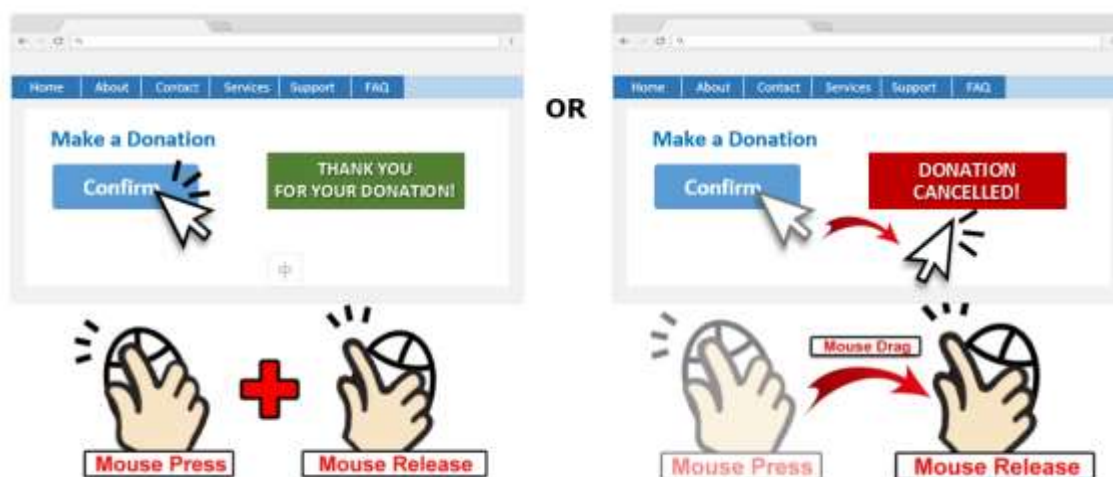 Home About Contact Services Support FAQ
Make a Donation
Confirm
THANK YOU
FOR YOUR DONATION!
Mouse Press
Mouse Release
OR
Home About Contact Services Support FAQ
Make a Donation
Confirm
DONATION
CANCELLED!
Mouse Drag
Mouse Press
Mouse Release